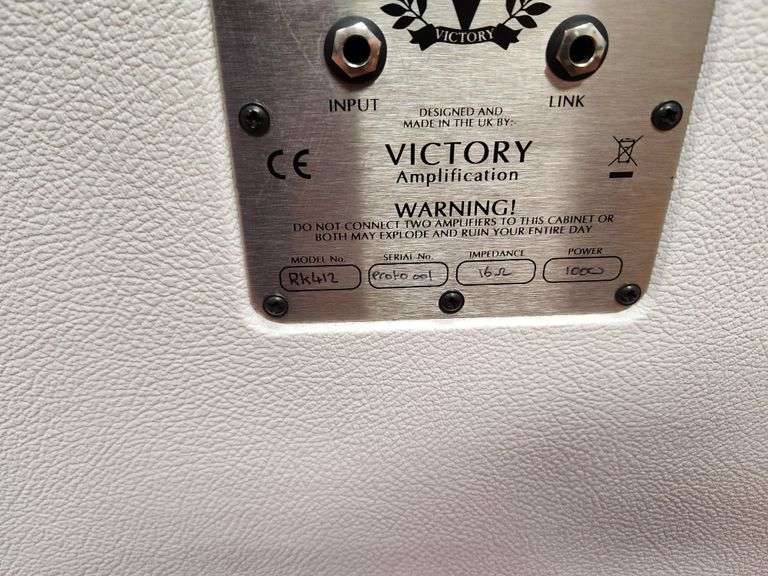 VICTORY
INPUT
LINK
DESIGNED AND
MADE IN THE UK BY:-
CE
VICTORY
Amplification
WARNING!
DO NOT CONNECT TWO AMPLIFIERS TO THIS CABINET OR
BOTH MAY EXPLODE AND RUIN YOUR ENTIRE DAY
MODEL No. SERIAL No. IMPEDANCE POWER
RK412 Proto 001 16Ω 100W